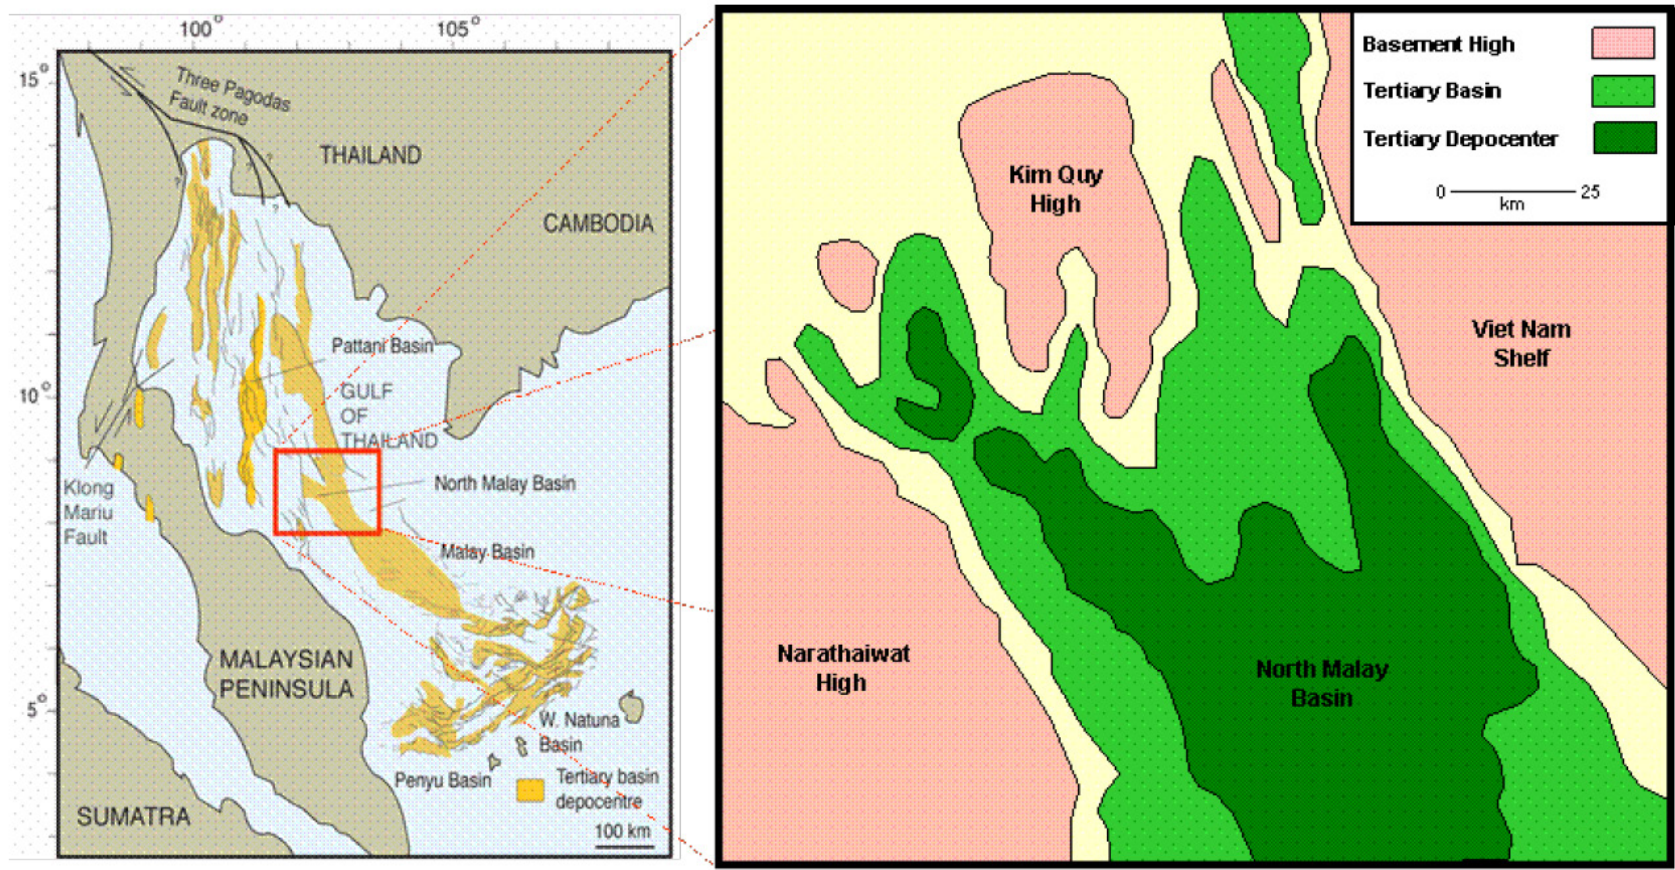 100°
105°
15°
Three Pagodas
Fault zone
THAILAND
CAMBODIA
Pattani Basin
10°
GULF
OF
THAILAND
North Malay Basin
Klong
Mariu
Fault
Malay Basin
MALAYSIAN
PENINSULA
5°
W. Natuna
Basin
Penyu Basin
Tertiary basin
depocentre
SUMATRA
100 km
Basement High
Tertiary Basin
Tertiary Depocenter
0 25
km
Kim Quy
High
Viet Nam
Shelf
Narathaiwat
High
North Malay
Basin